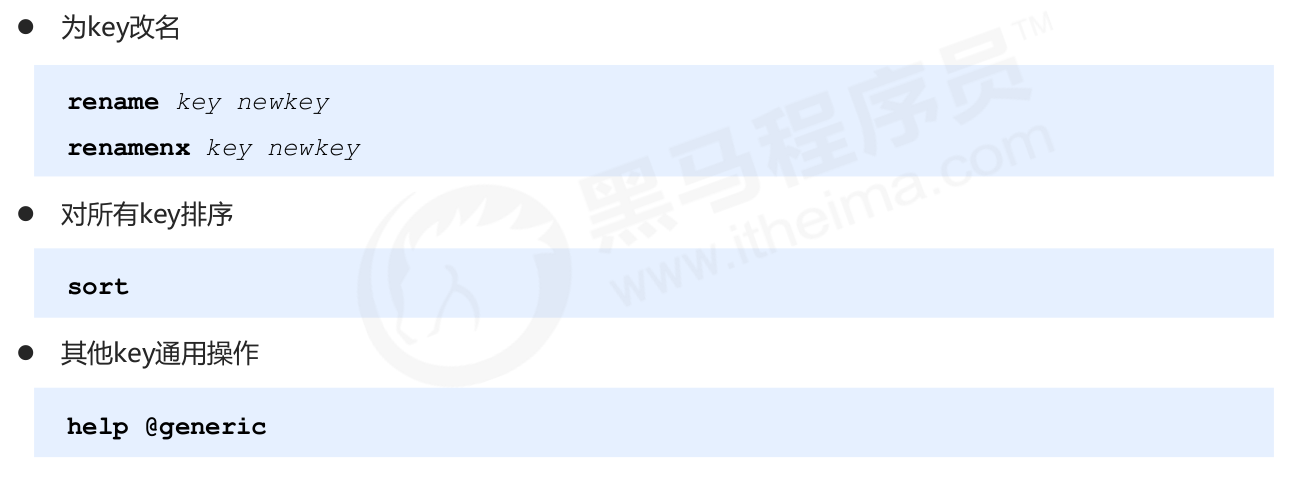 ● 为key改名
rename key newkey
renamenx key newkey
● 对所有key排序
sort
● 其他key通用操作
help @generic
黑马程序员™
www.itheima.com